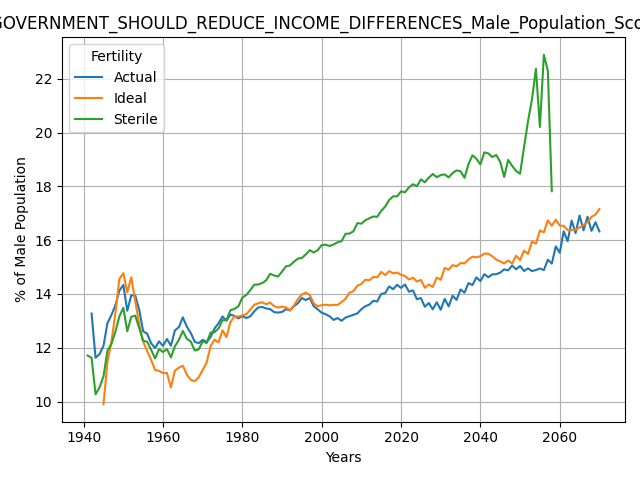 GOVERNMENT_SHOULD_REDUCE_INCOME_DIFFERENCES_Male_Population_Sco
Fertility
Actual
Ideal
Sterile
22
20
18
16
14
12
10
% of Male Population
1940 1960 1980 2000 2020 2040 2060
Years